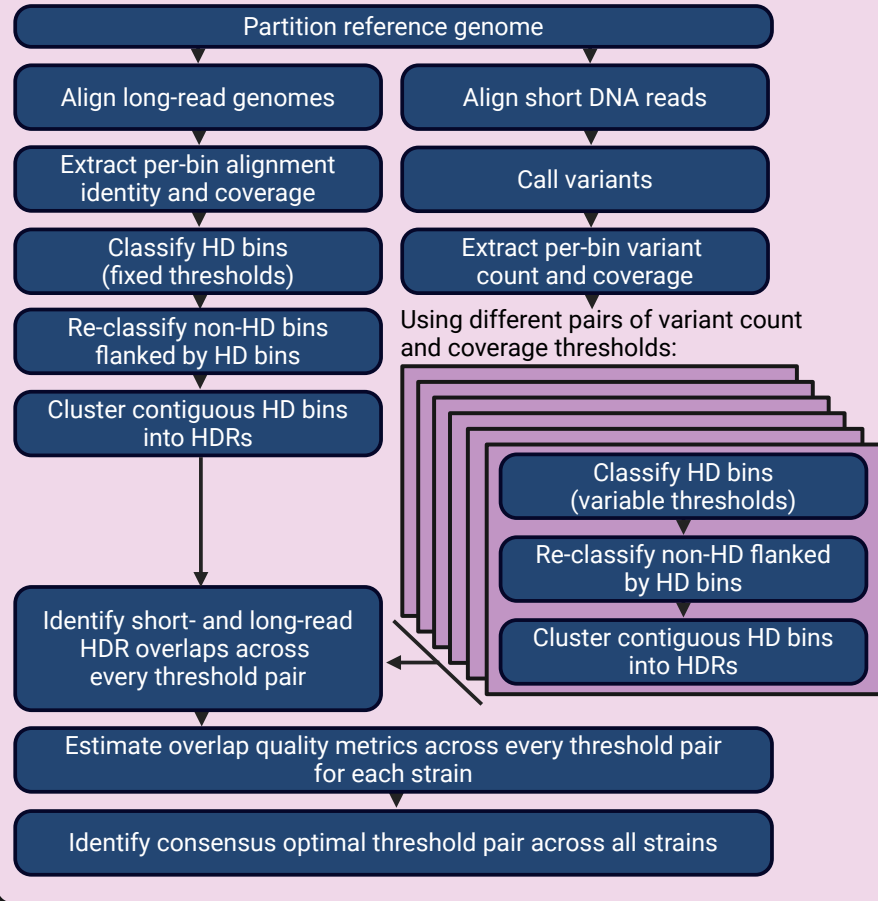 Partition reference genome
Align long-read genomes
Extract per-bin alignment
identity and coverage
Classify HD bins
(fixed thresholds)
Re-classify non-HD bins
flanked by HD bins
Cluster contiguous HD bins
into HDRs
Align short DNA reads
Call variants
Extract per-bin variant
count and coverage
Using different pairs of variant count
and coverage thresholds:
Classify HD bins
(variable thresholds)
Re-classify non-HD flanked
by HD bins
Cluster contiguous HD bins
into HDRs
Identify short- and long-read
HDR overlaps across
every threshold pair
Estimate overlap quality metrics across every threshold pair
for each strain
Identify consensus optimal threshold pair across all strains